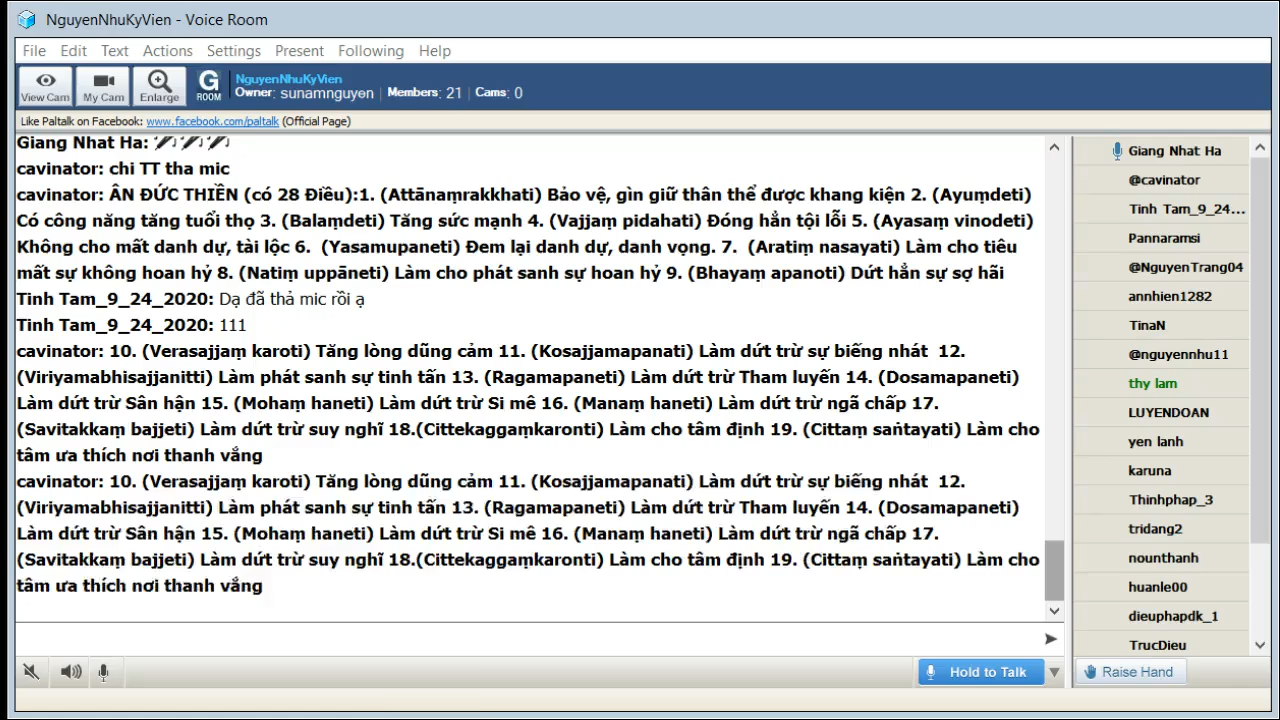 NguyenNhuKyVien - Voice Room
File Edit Text Actions Settings Present Following Help
View Cam My Cam Enlarge G ROOM NguyenNhuKyVien
Owner: sunamnguyen Members: 21 Cams: 0
Like Paltalk on Facebook: www.facebook.com/paltalk (Official Page)
Giang Nhat Ha:
cavinator: chi TT tha mic
cavinator: ÂN ĐỨC THIỀN (có 28 Điều):1. (Attānaṃrakkhati) Bảo vệ, gìn giữ thân thể được khang kiện 2. (Ayuṃdeti)
Có công năng tăng tuổi thọ 3. (Balaṃdeti) Tăng sức mạnh 4. (Vajjaṃ pidahati) Đóng hẳn tội lỗi 5. (Ayasaṃ vinodeti)
Không cho mất danh dự, tài lộc 6. (Yasamupaneti) Đem lại danh dự, danh vọng. 7. (Aratiṃ nasayati) Làm cho tiêu
mất sự không hoan hỷ 8. (Natiṃ uppāneti) Làm cho phát sanh sự hoan hỷ 9. (Bhayaṃ apanoti) Dứt hẳn sự sợ hãi
Tinh Tam_9_24_2020: Dạ đã thả mic rồi ạ
Tinh Tam_9_24_2020: 111
cavinator: 10. (Verasajjaṃ karoti) Tăng lòng dũng cảm 11. (Kosajjamapanati) Làm dứt trừ sự biếng nhát 12.
(Viriyamabhisajjanitti) Làm phát sanh sự tinh tấn 13. (Ragamapaneti) Làm dứt trừ Tham luyến 14. (Dosamapaneti)
Làm dứt trừ Sân hận 15. (Mohaṃ haneti) Làm dứt trừ Si mê 16. (Manaṃ haneti) Làm dứt trừ ngã chấp 17.
(Savitakkaṃ bajjeti) Làm dứt trừ suy nghĩ 18.(Cittekaggaṃkaronti) Làm cho tâm định 19. (Cittaṃ saṅtayati) Làm cho
tâm ưa thích nơi thanh vắng
cavinator: 10. (Verasajjaṃ karoti) Tăng lòng dũng cảm 11. (Kosajjamapanati) Làm dứt trừ sự biếng nhát 12.
(Viriyamabhisajjanitti) Làm phát sanh sự tinh tấn 13. (Ragamapaneti) Làm dứt trừ Tham luyến 14. (Dosamapaneti)
Làm dứt trừ Sân hận 15. (Mohaṃ haneti) Làm dứt trừ Si mê 16. (Manaṃ haneti) Làm dứt trừ ngã chấp 17.
(Savitakkaṃ bajjeti) Làm dứt trừ suy nghĩ 18.(Cittekaggaṃkaronti) Làm cho tâm định 19. (Cittaṃ saṅtayati) Làm cho
tâm ưa thích nơi thanh vắng
Hold to Talk
Giang Nhat Ha
@cavinator
Tinh Tam_9_24...
Pannaramsi
@NguyenTrang04
annhien1282
TinaN
@nguyennhu11
thy lam
LUYENDOAN
yen lanh
karuna
Thinhphap_3
tridang2
nounthanh
huanle00
dieuphapdk_1
TrucDieu
Raise Hand